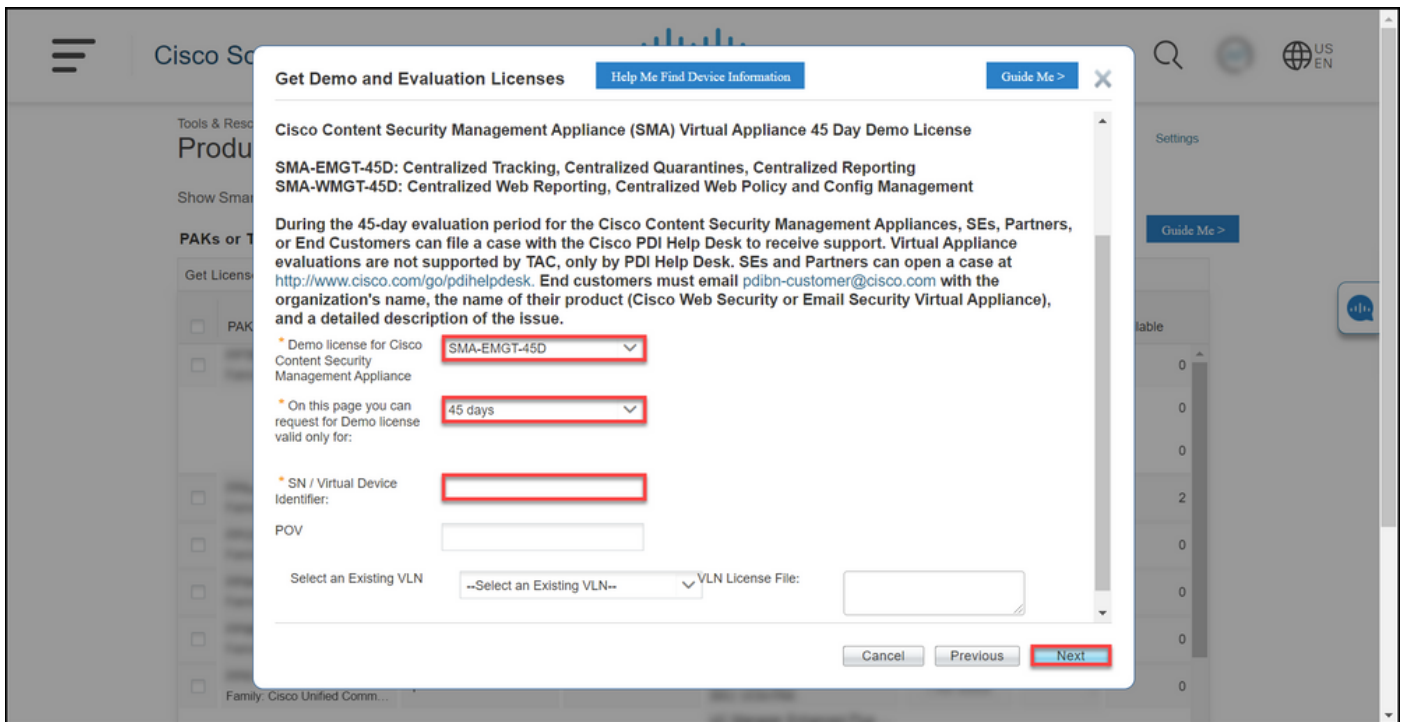 Cisco Sc
US
EN
Get Demo and Evaluation Licenses
Help Me Find Device Information
Guide Me >
Tools & Resc
Produ
Settings
Show Smar
PAKs or T
Guide Me >
Get Licens
PAK
lable
Cisco Content Security Management Appliance (SMA) Virtual Appliance 45 Day Demo License
SMA-EMGT-45D: Centralized Tracking, Centralized Quarantines, Centralized Reporting
SMA-WMGT-45D: Centralized Web Reporting, Centralized Web Policy and Config Management
During the 45-day evaluation period for the Cisco Content Security Management Appliances, SEs, Partners,
or End Customers can file a case with the Cisco PDI Help Desk to receive support. Virtual Appliance
evaluations are not supported by TAC, only by PDI Help Desk. SEs and Partners can open a case at
http://www.cisco.com/go/pdihelpdesk. End customers must email pdibn-customer@cisco.com with the
organization's name, the name of their product (Cisco Web Security or Email Security Virtual Appliance),
and a detailed description of the issue.
* Demo license for Cisco
Content Security
Management Appliance
SMA-EMGT-45D
0
* On this page you can
request for Demo license
valid only for:
45 days
0
0
* SN / Virtual Device
Identifier:
2
POV
0
Select an Existing VLN
--Select an Existing VLN--
VLN License File:
0
Cancel
Previous
Next
0
Family: Cisco Unified Comm...
0